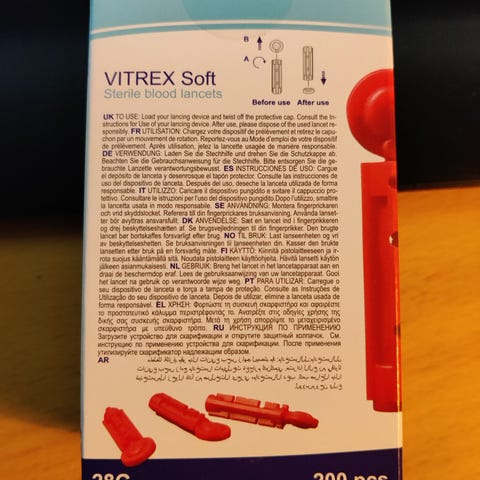 B
A
VITREX Soft
Sterile blood lancets
Before use After use
UK TO USE: Load your lancing device and twist off the protective cap. Consult the In-
structions for Use of your lancing device. After use, please dispose of the used lancet re-
sponsibly. FR UTILISATION: Chargez votre dispositif de prélèvement et retirez le capu-
chon par un mouvement de rotation. Reportez-vous au Mode d'emploi de votre dispositif
de prélèvement. Après utilisation, jetez la lancette usagée de manière responsable.
DE VERWENDUNG: Laden Sie die Stechhilfe und drehen Sie die Schutzkappe ab.
Beachten Sie die Gebrauchsanweisung für die Stechhilfe. Bitte entsorgen Sie die ge-
brauchte Lanzette verantwortungsbewusst. ES INSTRUCCIONES DE USO: Cargue
el depósito de lanceta y desenrosque el tapón protector. Consulte las instrucciones de
uso del dispositivo de lanceta. Después del uso, deseche la lanceta utilizada de forma
responsable. IT UTILIZZO: Caricare il dispositivo pungidito e svitare il cappuccio pro-
tettivo. Consultare le istruzioni per l'uso del dispositivo pungidito. Dopo l'utilizzo, smaltire
la lancetta usata in modo responsabile. SE ANVÄNDNING: Montera fingerprickaren
och vrid skyddslocket. Referera till din fingerprickares bruksanvisning. Använda lanset-
ter bör avyttras ansvarsfullt. DK ANVENDELSE: Sæt en lancet ind i fingerprikkeren
og drej beskyttelseshætten af. Se brugsvejledningen til din fingerprikker. Den brugte
lancet bør bortskaffes forsvarligt efter brug. NO TIL BRUK: Last lanseenheten og vri
av beskyttelseshetten. Se bruksanvisningen til lanseenheten din. Kasser den brukte
lansetten etter bruk på en forsvarlig måte. FI KÄYTTÖ: Kiinnitä pistolaitteeseen ja ir-
rota suojus kääntämällä sitä. Noudata pistolaitteen käyttöohjeita. Hävitä lansetti käytön
jälkeen asianmukaisesti. NL GEBRUIK: Breng het lancet in het lancetapparaat aan en
draai de beschermdop eraf. Lees de gebruiksaanwijzing van uw lancetapparaat. Gooi
het lancet na gebruik op verantwoorde wijze weg. PT PARA UTILIZAR: Carregue o
seu dispositivo de lanceta e torça a tampa de proteção. Consulte as Instruções de
Utilização do seu dispositivo de lanceta. Depois de utilizar, elimine a lanceta usada de
forma responsável. EL ΧΡΗΣΗ: Φορτώστε τη συσκευή σκαριφιστήρα και αφαιρέστε
το προστατευτικό κάλυμμα περιστρέφοντάς το. Ανατρέξτε στις οδηγίες χρήσης της
δικής σας συσκευής σκαριφιστήρα. Μετά τη χρήση απορρίψτε το μεταχειρισμένο
σκαριφιστήρα με υπεύθυνο τρόπο. RU ИНСТРУКЦИЯ ПО ПРИМЕНЕНИЮ
Загрузите устройство для скарификации и открутите защитный колпачок. См.
инструкцию по применению устройства для скарификации. После применения
утилизируйте скарификатор надлежащим образом.
AR
28G 200 pcs